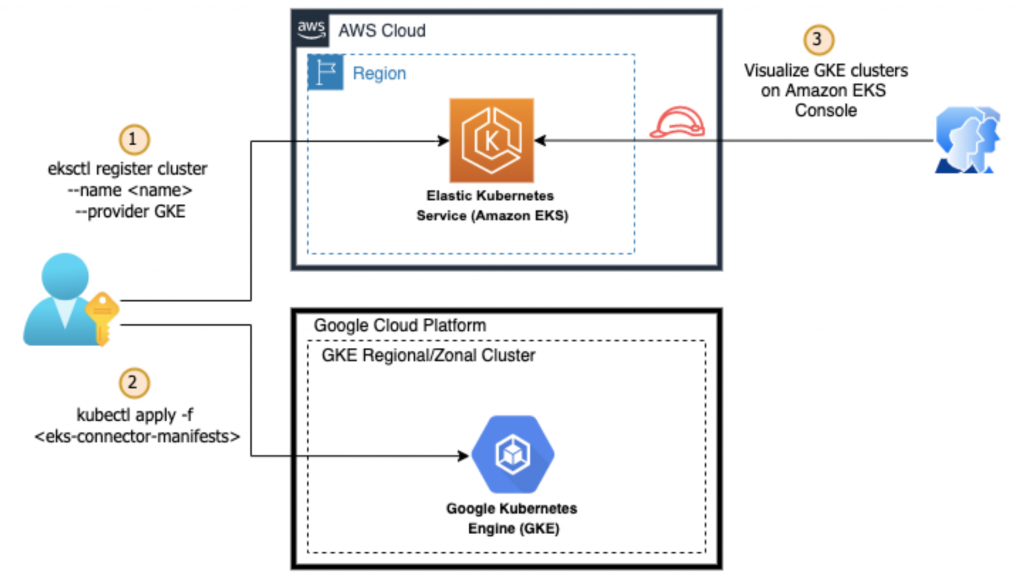 aws
AWS Cloud
Region
K
Elastic Kubernetes
Service (Amazon EKS)
1
eksctl register cluster
--name <name>
--provider GKE
3
Visualize GKE clusters
on Amazon EKS
Console
2
kubectl apply -f
<eks-connector-manifests>
Google Cloud Platform
GKE Regional/Zonal Cluster
Google Kubernetes
Engine (GKE)